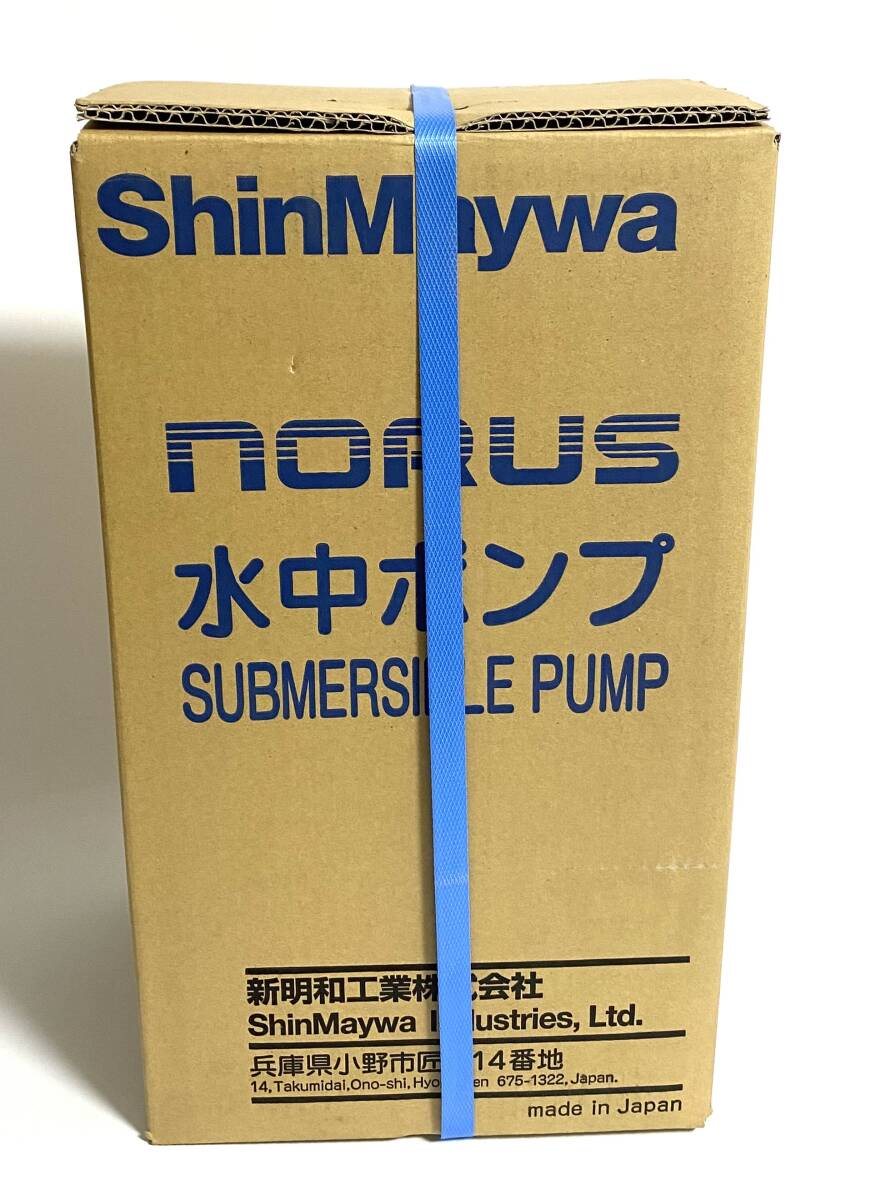 ShinMaywa
NORUS
水中ポンプ
SUBMERSIBLE PUMP
新明和工業株式会社
ShinMaywa Industries, Ltd.
兵庫県小野市匠台14番地
14,Takumidai,Ono-shi,Hyogo-ken 675-1322,Japan.
made in Japan